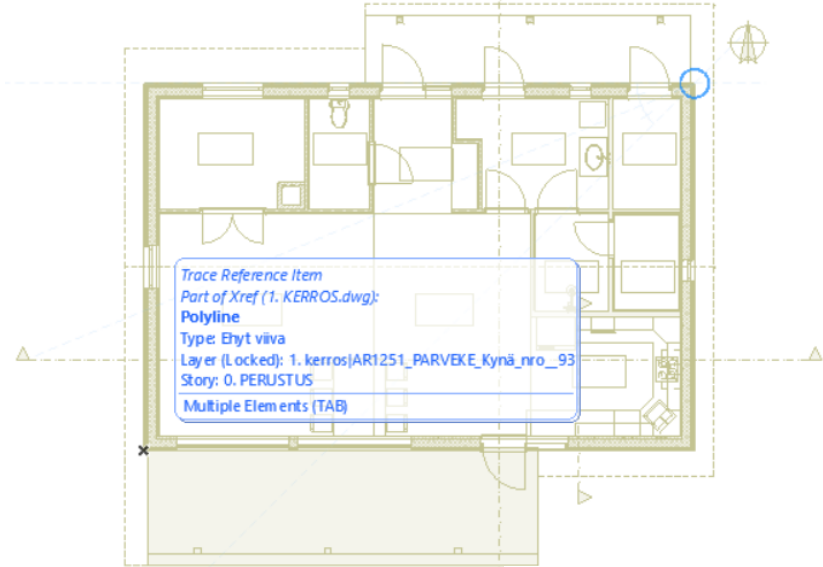 Trace Reference Item
Part of Xref (1. KERROS.dwg):
Polyline
Type: Ehyt viiva
Layer (Locked): 1. kerros|AR1251_PARVEKE_Kynä_nro__93
Story: 0. PERUSTUS
Multiple Elements (TAB)